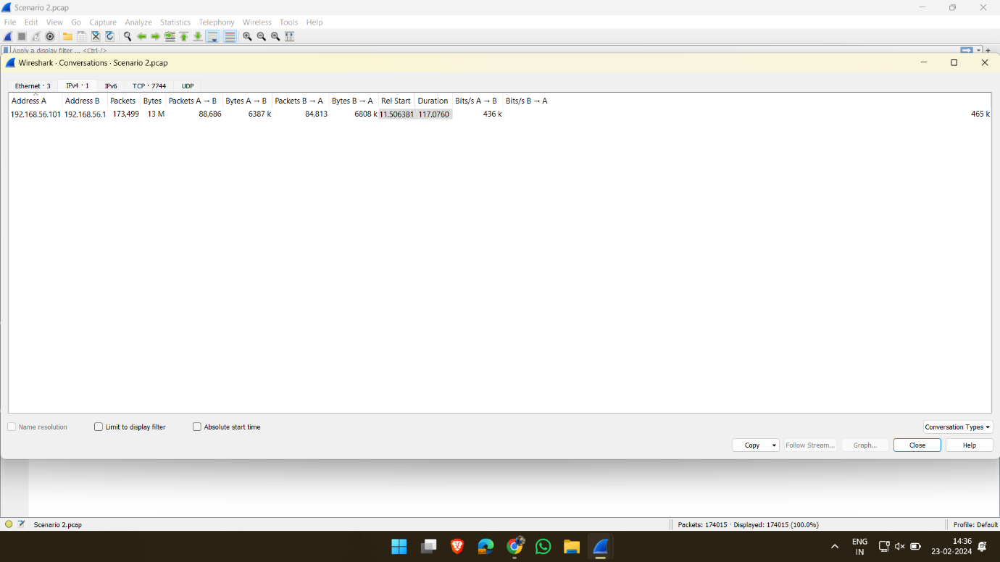 Scenario 2.pcap
File Edit View Go Capture Analyze Statistics Telephony Wireless Tools Help
Apply a display filter ... <Ctrl-/>
Wireshark · Conversations · Scenario 2.pcap
Ethernet · 3 IPv4 · 1 IPv6 TCP · 7744 UDP
Address A Address B Packets Bytes Packets A → B Bytes A → B Packets B → A Bytes B → A Rel Start Duration Bits/s A → B Bits/s B → A
192.168.56.101 192.168.56.1 173,499 13 M 88,686 6387 k 84,813 6808 k 11.506381 117.0760 436 k 465 k
Name resolution Limit to display filter Absolute start time Conversation Types
Copy Follow Stream... Graph... Close Help
Scenario 2.pcap Packets: 174015 · Displayed: 174015 (100.0%) Profile: Default
ENG 14:36
IN 23-02-2024